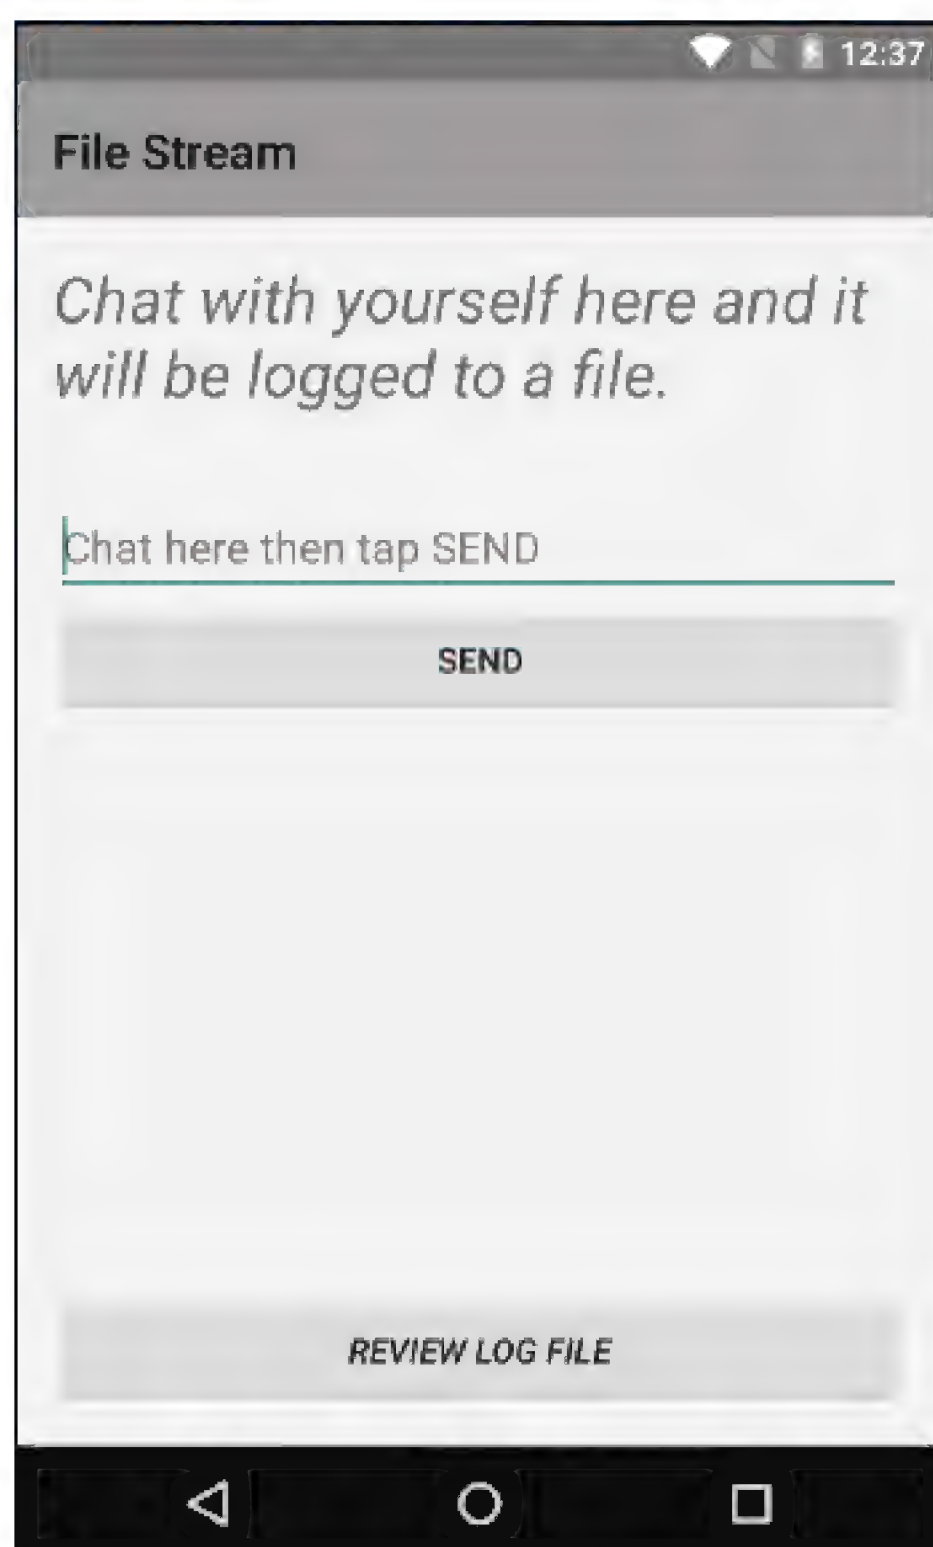 12:37
File Stream
Chat with yourself here and it
will be logged to a file.
Chat here then tap SEND
SEND
REVIEW LOG FILE